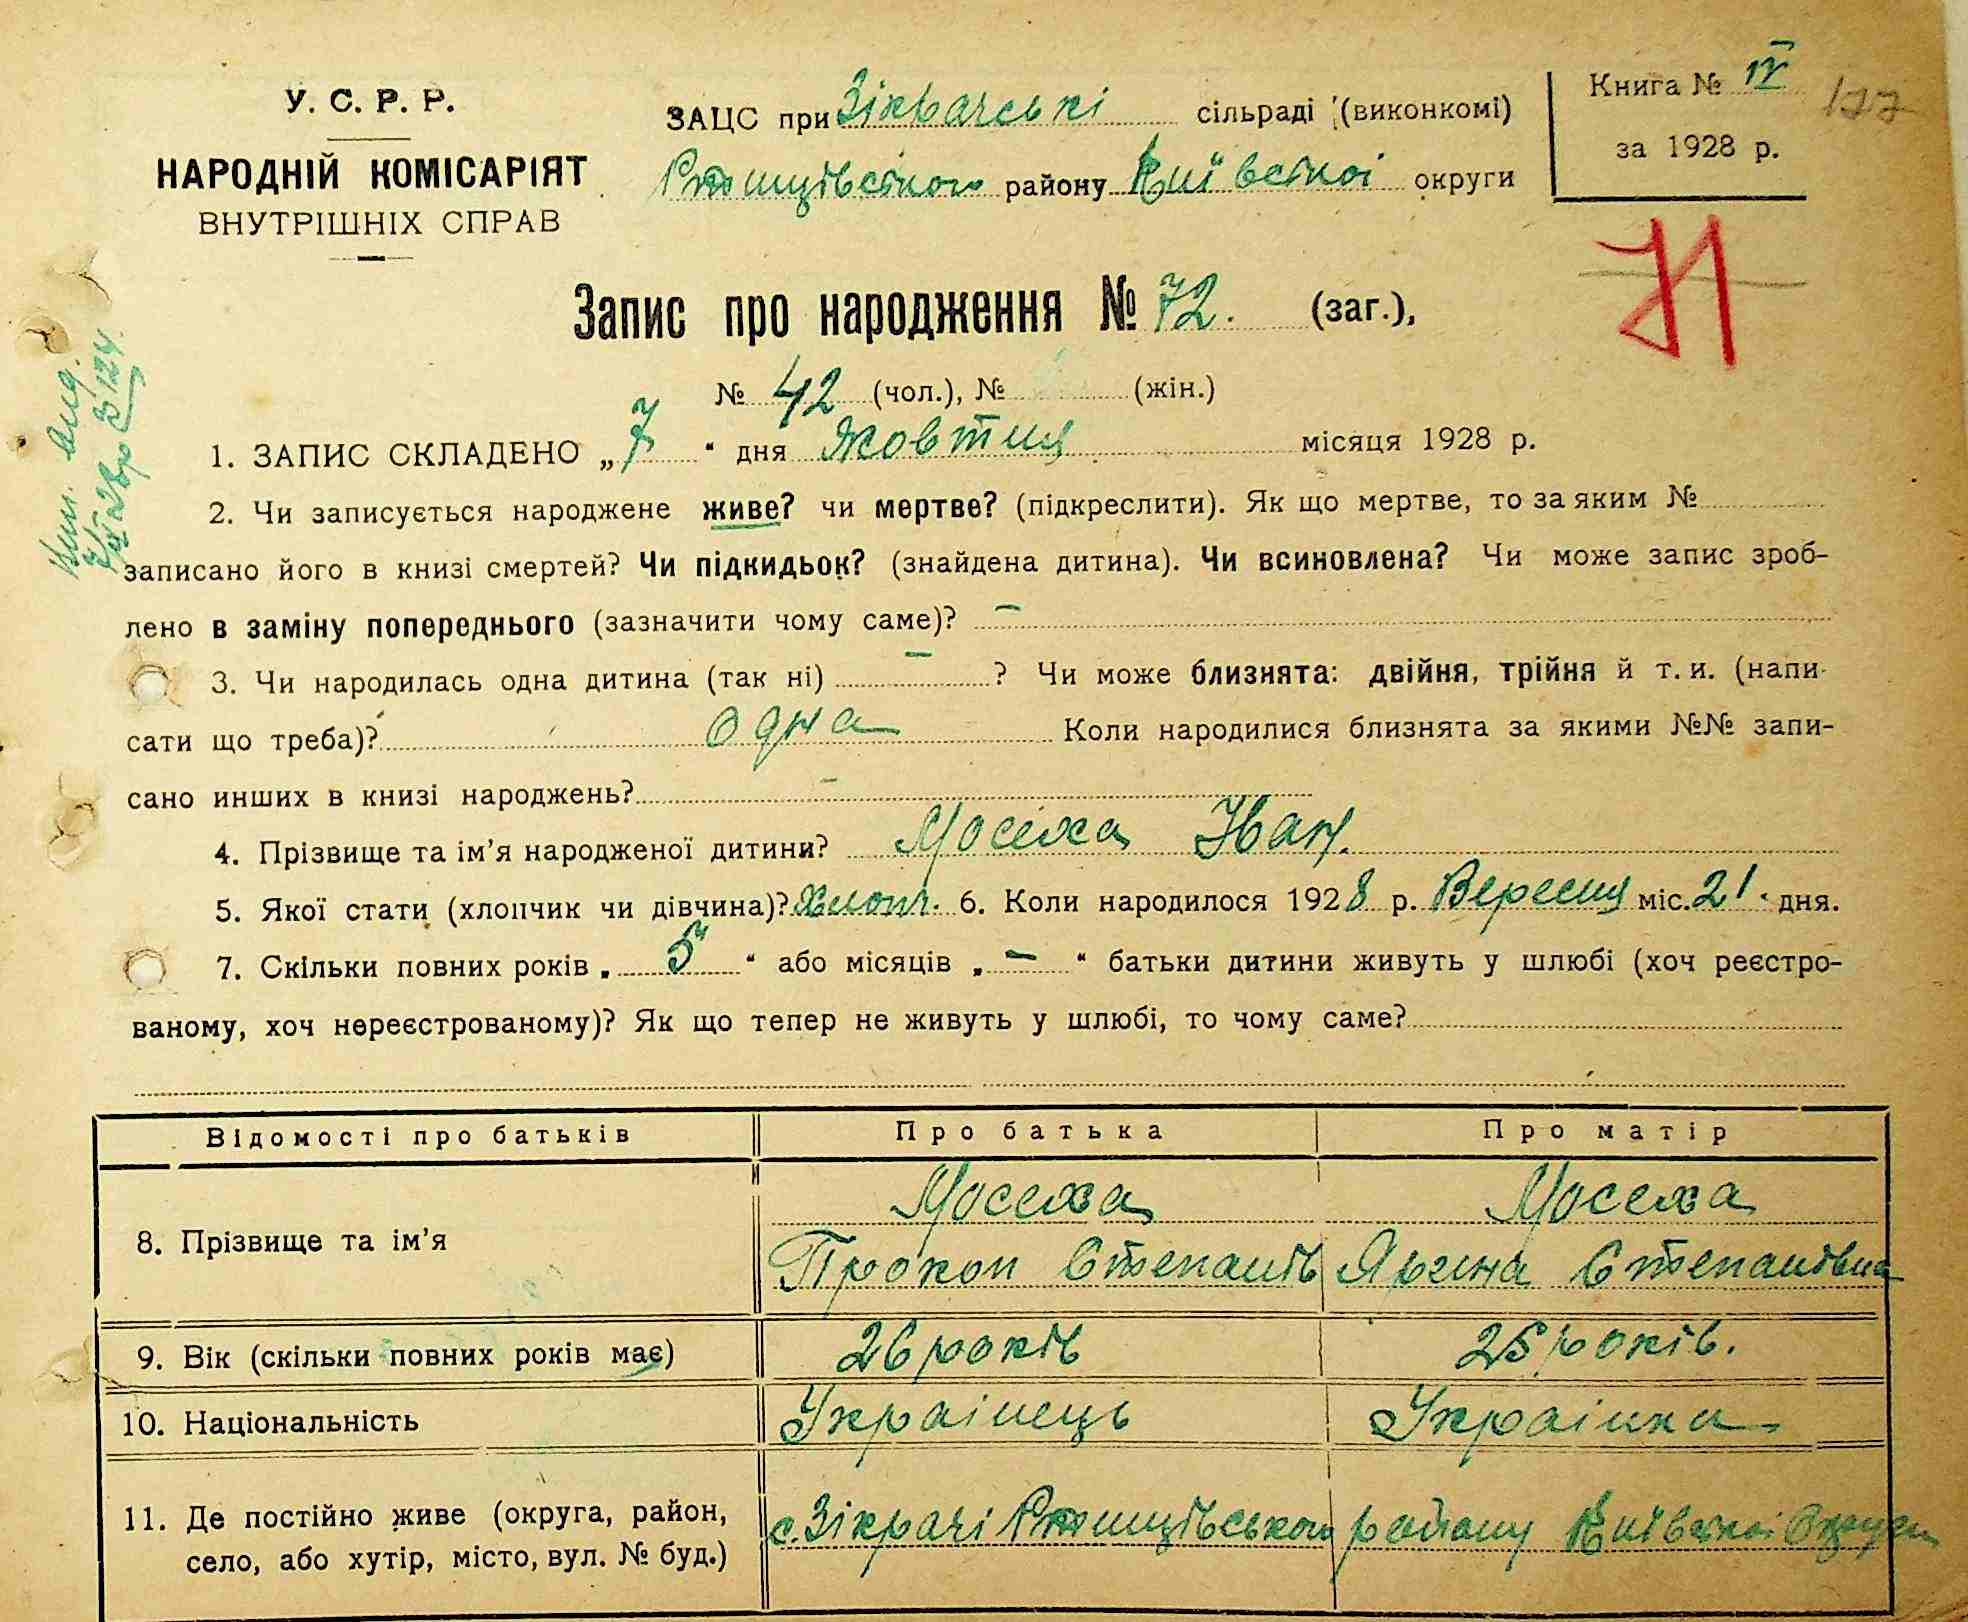 У. С. Р. Р.
НАРОДНІЙ КОМІСАРІЯТ
ВНУТРІШНІХ СПРАВ
ЗАЦС при Зікрачські сільраді (виконкомі)
Ржищівського району Київської округи
Книга № IV
за 1928 р.
177
71
Запис про народження № 72. (заг.),
№ 42 (чол.), № (жін.)
1. ЗАПИС СКЛАДЕНО „7“ дня жовтня місяця 1928 р.
2. Чи записується народжене живе? чи мертве? (підкреслити). Як що мертве, то за яким №
записано його в книзі смертей? Чи підкидьок? (знайдена дитина). Чи всиновлена? Чи може запис зроб-
лено в заміну попереднього (зазначити чому саме)? –
3. Чи народилась одна дитина (так ні) – ? Чи може близнята: двійня, трійня й т. и. (напи-
сати що треба)? одна Коли народилися близнята за якими №№ запи-
сано инших в книзі народжень? –
4. Прізвище та ім’я народженої дитини? Мосеха Іван.
5. Якої стати (хлопчик чи дівчина)? Хлопч. 6. Коли народилося 1928 р. Вересня міс. 21 дня.
7. Скільки повних років „ 5 “ або місяців „ – “ батьки дитини живуть у шлюбі (хоч реєстро-
ваному, хоч нереєстрованому)? Як що тепер не живуть у шлюбі, то чому саме?
Відомості про батьків Про батька Про матір
8. Прізвище та ім’я Мосеха Мосеха
Прокоп Степанів Ярина Степанівна
9. Вік (скільки повних років має) 26 років 25 років.
10. Національність Українець Українка
11. Де постійно живе (округа, район,
село, або хутір, місто, вул. № буд.)
с. Зікрачі Ржищівського району Київської Округи